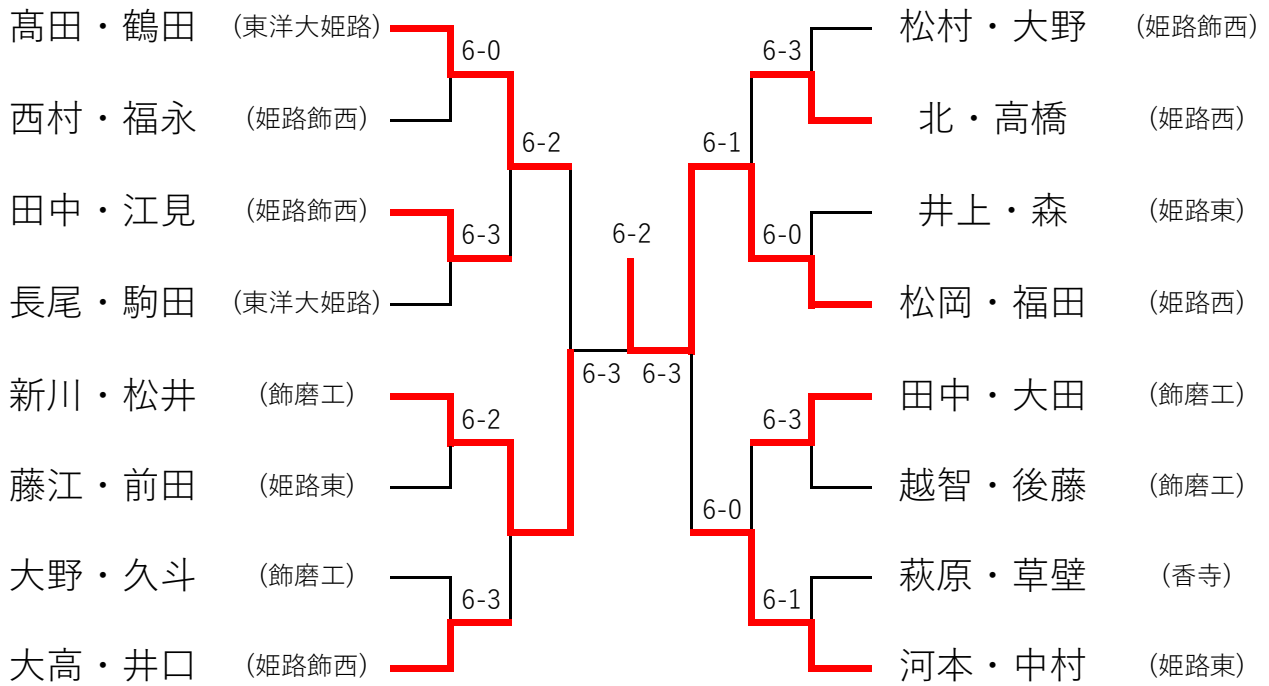 髙田・鶴田 (東洋大姫路)
6-0
西村・福永 (姫路飾西)
6-2
田中・江見 (姫路飾西)
6-3
長尾・駒田 (東洋大姫路)
新川・松井 (飾磨工)
6-2
藤江・前田 (姫路東)
大野・久斗 (飾磨工)
6-3
大高・井口 (姫路飾西)
6-2
6-3 6-3
松村・大野 (姫路飾西)
6-3
北・高橋 (姫路西)
6-1
井上・森 (姫路東)
6-0
松岡・福田 (姫路西)
田中・大田 (飾磨工)
6-3
越智・後藤 (飾磨工)
6-0
萩原・草壁 (香寺)
6-1
河本・中村 (姫路東)